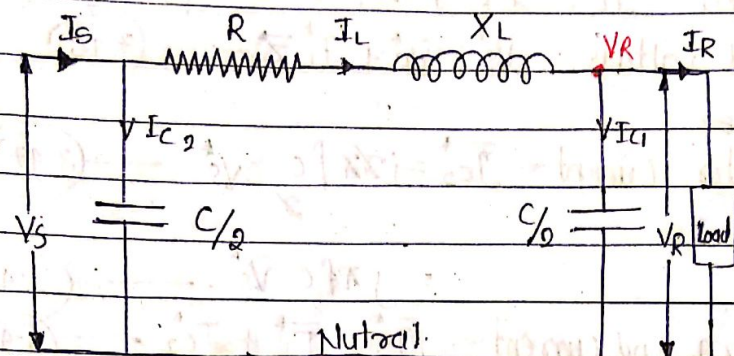 IS R IL XL VR IR
IC2 IC1
VS C/2 C/2 VR Load
Nutral.